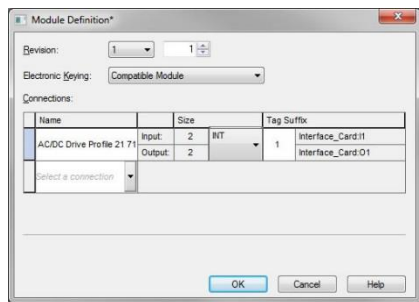 Module Definition*
Revision: 1 1
Electronic Keying: Compatible Module
Connections:
Name Size Tag Suffix
AC/DC Drive Profile 21 71 Input: 2 INT 1 Interface_Card:I1
Output: 2 Interface_Card:O1
Select a connection
OK Cancel Help